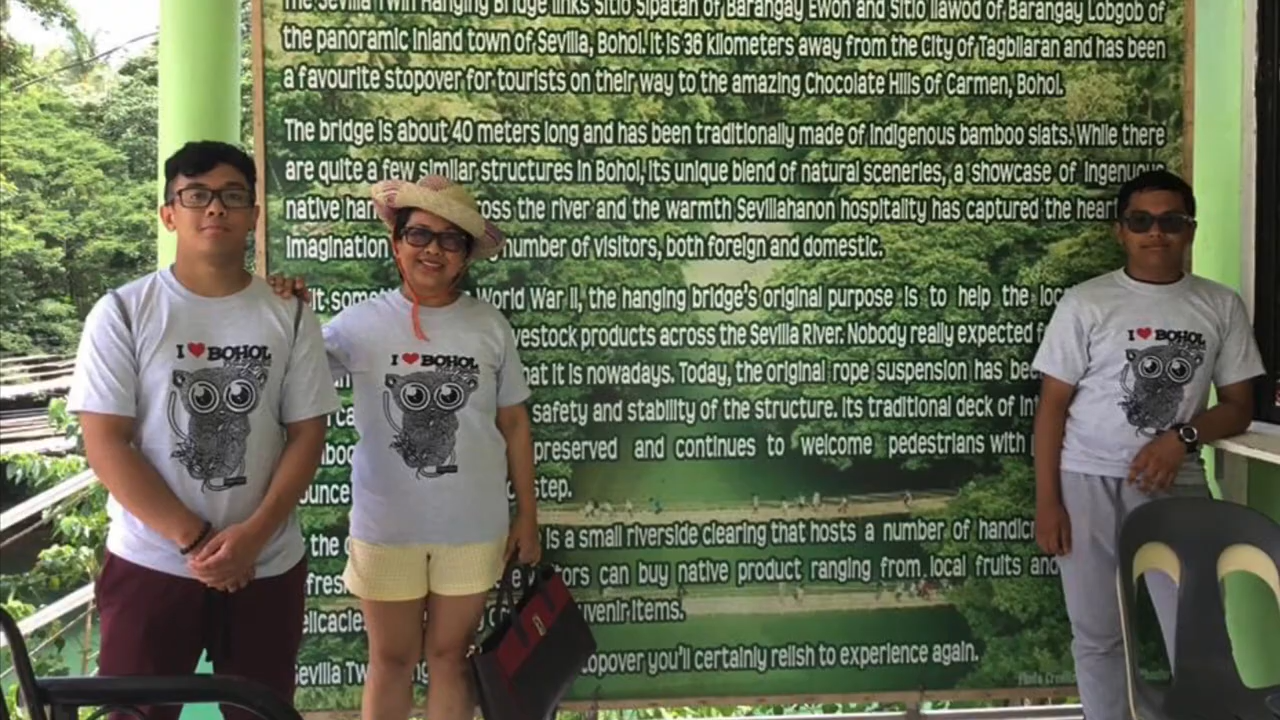 The Sevilla Twin Hanging Bridge links Sitio Sipatan of Barangay Ewon and Sitio Ilawod of Barangay Lobgob of
the panoramic inland town of Sevilla, Bohol. It is 36 kilometers away from the City of Tagbilaran and has been
a favourite stopover for tourists on their way to the amazing Chocolate Hills of Carmen, Bohol.
The bridge is about 40 meters long and has been traditionally made of indigenous bamboo slats. While there
are quite a few similar structures in Bohol, its unique blend of natural sceneries, a showcase of ingenuous
native across the river and the warmth Sevillahanon hospitality has captured the
imagination number of visitors, both foreign and domestic.
World War II, the hanging bridge's original purpose is to help the
livestock products across the Sevilla River. Nobody really expected
that it is nowadays. Today, the original rope suspension has
safety and stability of the structure. Its traditional deck of
preserved and continues to welcome pedestrians with
step.
the is a small riverside clearing that hosts a number of
can buy native product ranging from local fruits and
souvenir items.
Sevilla stopover you'll certainly relish to experience again.
I ❤ BOHOL
I ❤ BOHOL
I ❤ BOHOL